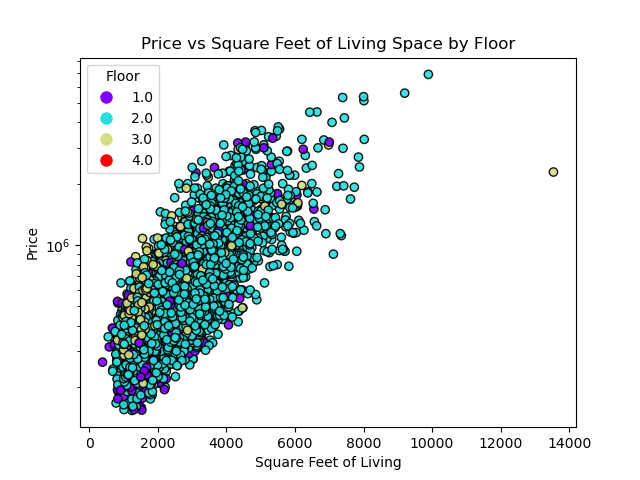 Price vs Square Feet of Living Space by Floor
Floor
1.0
2.0
3.0
4.0
Price
10⁶
0 2000 4000 6000 8000 10000 12000 14000
Square Feet of Living